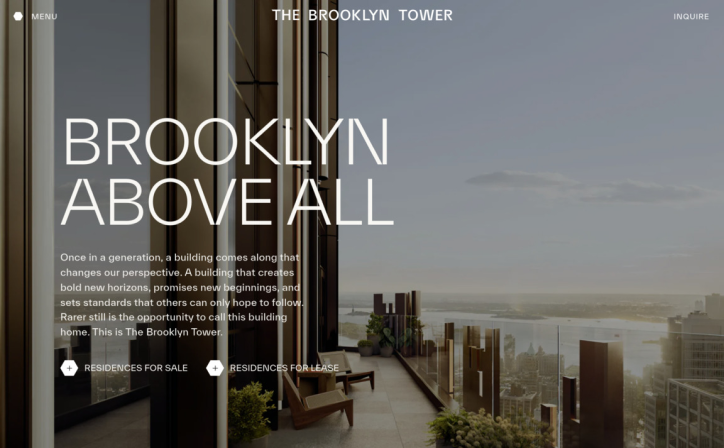 MENU
THE BROOKLYN TOWER
INQUIRE
BROOKLYN
ABOVE ALL
Once in a generation, a building comes along that
changes our perspective. A building that creates
bold new horizons, promises new beginnings, and
sets standards that others can only hope to follow.
Rarer still is the opportunity to call this building
home. This is The Brooklyn Tower.
RESIDENCES FOR SALE
RESIDENCES FOR LEASE